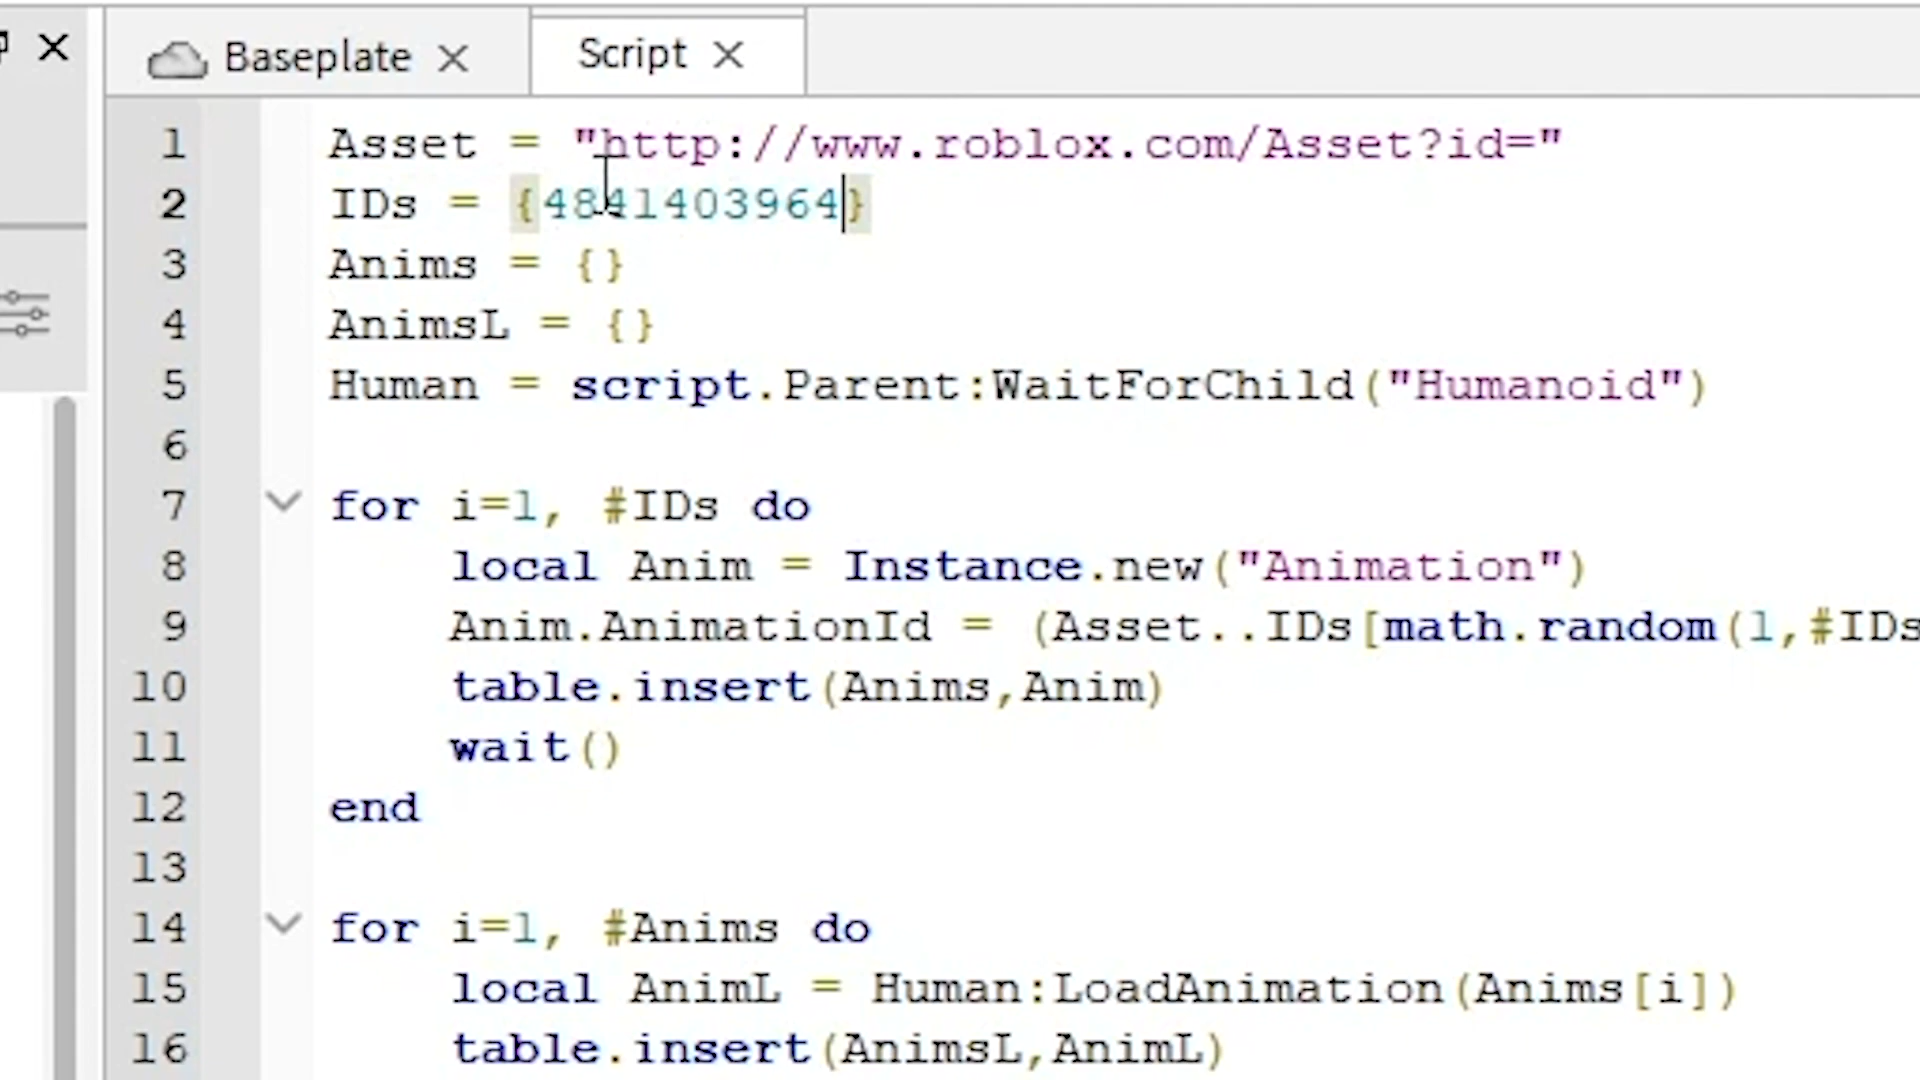 Baseplate
Script
1 Asset = "http://www.roblox.com/Asset?id="
2 IDs = {4841403964}
3 Anims = {}
4 AnimsL = {}
5 Human = script.Parent:WaitForChild("Humanoid")
6
7 for i=1, #IDs do
8 local Anim = Instance.new("Animation")
9 Anim.AnimationId = (Asset..IDs[math.random(1,#IDs
10 table.insert(Anims,Anim)
11 wait()
12 end
13
14 for i=1, #Anims do
15 local AnimL = Human:LoadAnimation(Anims[i])
16 table.insert(AnimsL,AnimL)